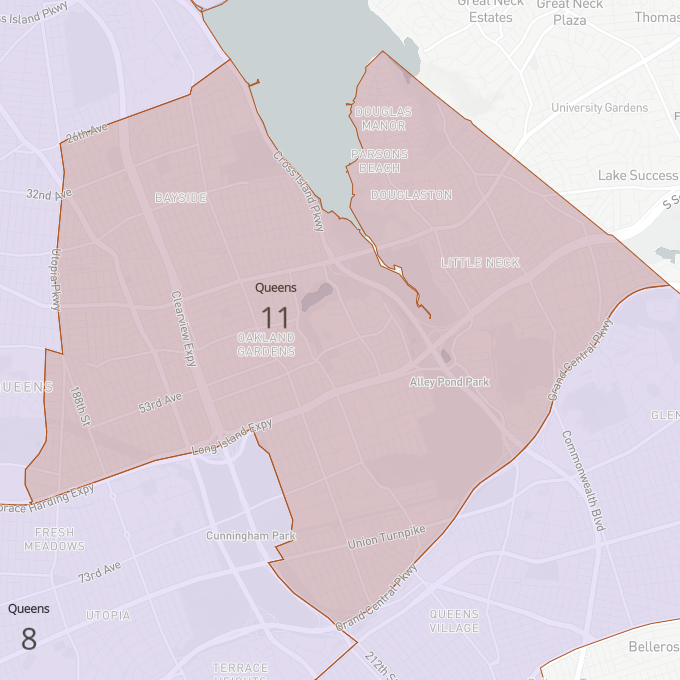 Great Neck
Estates
Great Neck
Plaza
Thomas
Island Pkwy
University Gardens
DOUGLAS
MANOR
26th Ave
PARSONS
BEACH
Lake Success
32nd Ave
BAYSIDE
Cross Island Pkwy
DOUGLASTON
Utopia Pkwy
LITTLE NECK
Queens
11
Clearview Expy
OAKLAND
GARDENS
QUEENS
188th St
53rd Ave
Alley Pond Park
Grand Central Pkwy
GLEN
Long Island Expy
Commonwealth Blvd
Horace Harding Expy
FRESH
MEADOWS
Cunningham Park
Union Turnpike
73rd Ave
Queens
8
UTOPIA
Grand Central Pkwy
QUEENS
VILLAGE
Belleros
212th St
TERRACE
HEIGHTS